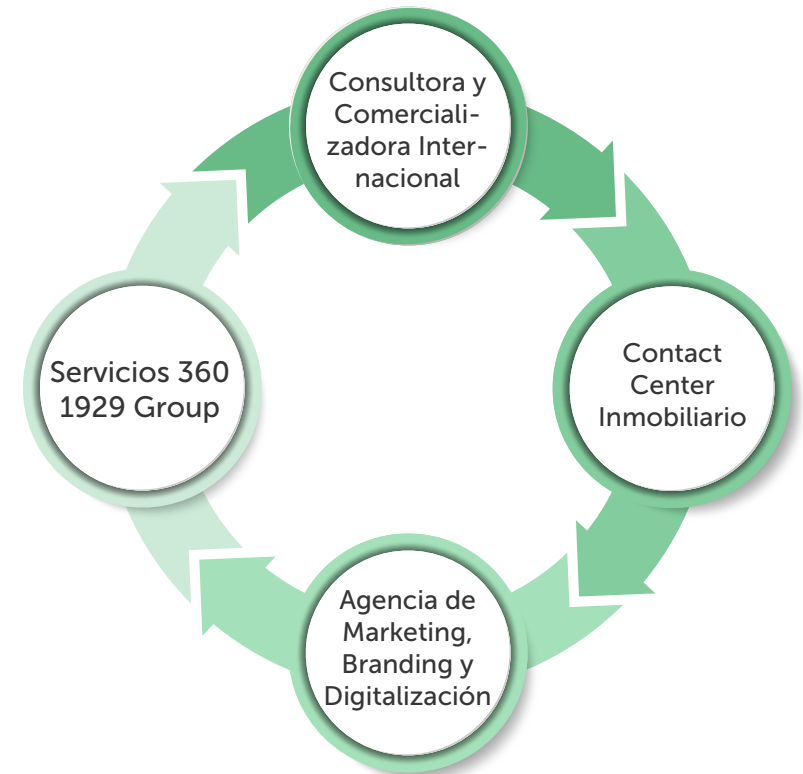 Consultora y
Comerciali-
zadora Inter-
nacional
Contact
Center
Inmobiliario
Agencia de
Marketing,
Branding y
Digitalización
Servicios 360
1929 Group